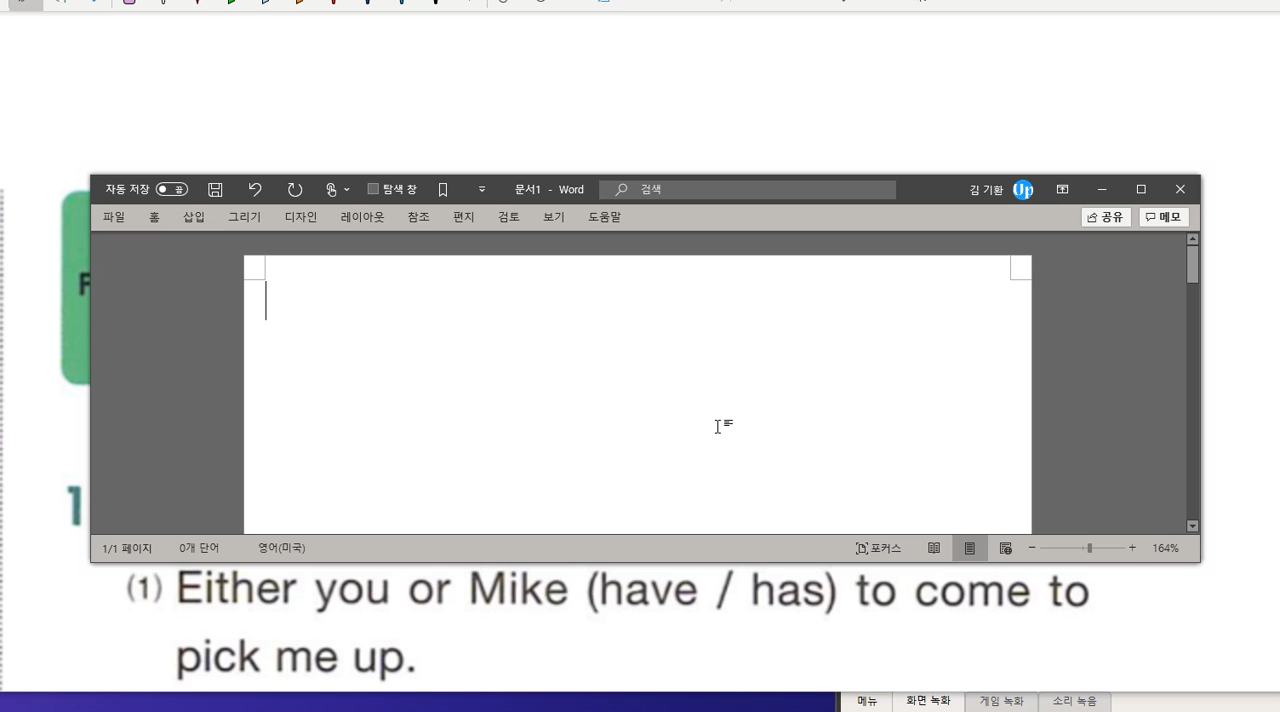 자동 저장 끔 탐색 창 문서1 - Word 검색 김 기환 Up
파일 홈 삽입 그리기 디자인 레이아웃 참조 편지 검토 보기 도움말 공유 메모
1
1/1 페이지 0개 단어 영어(미국) 포커스 164%
(1) Either you or Mike (have / has) to come to
pick me up.
메뉴 화면 녹화 게임 녹화 소리 녹음